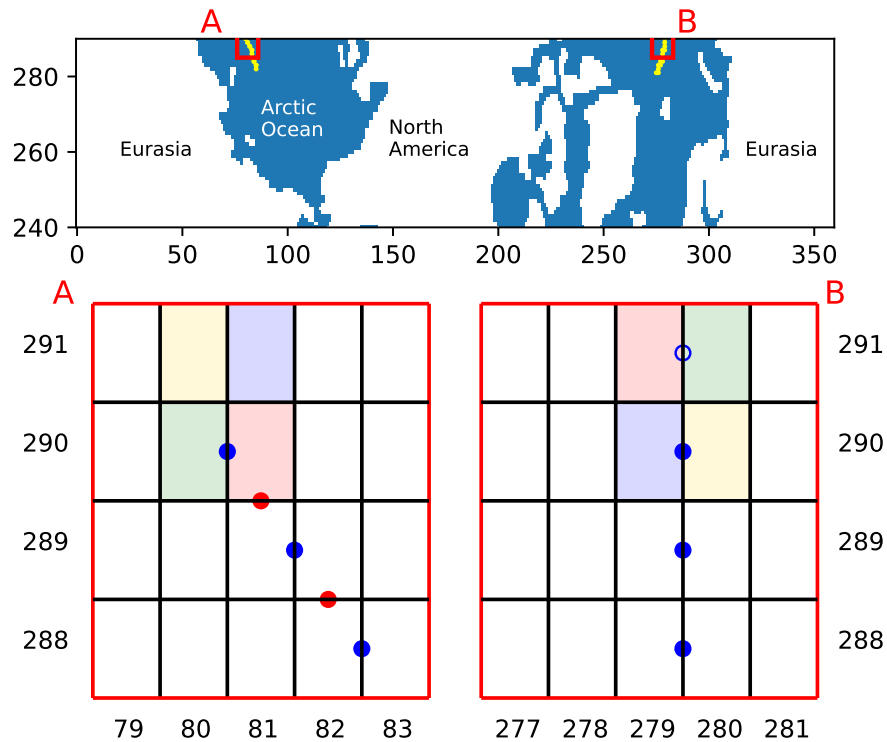 A B
280
260
240
Eurasia
Arctic
Ocean
North
America
Eurasia
0 50 100 150 200 250 300 350
A B
291 291
290 290
289 289
288 288
79 80 81 82 83 277 278 279 280 281